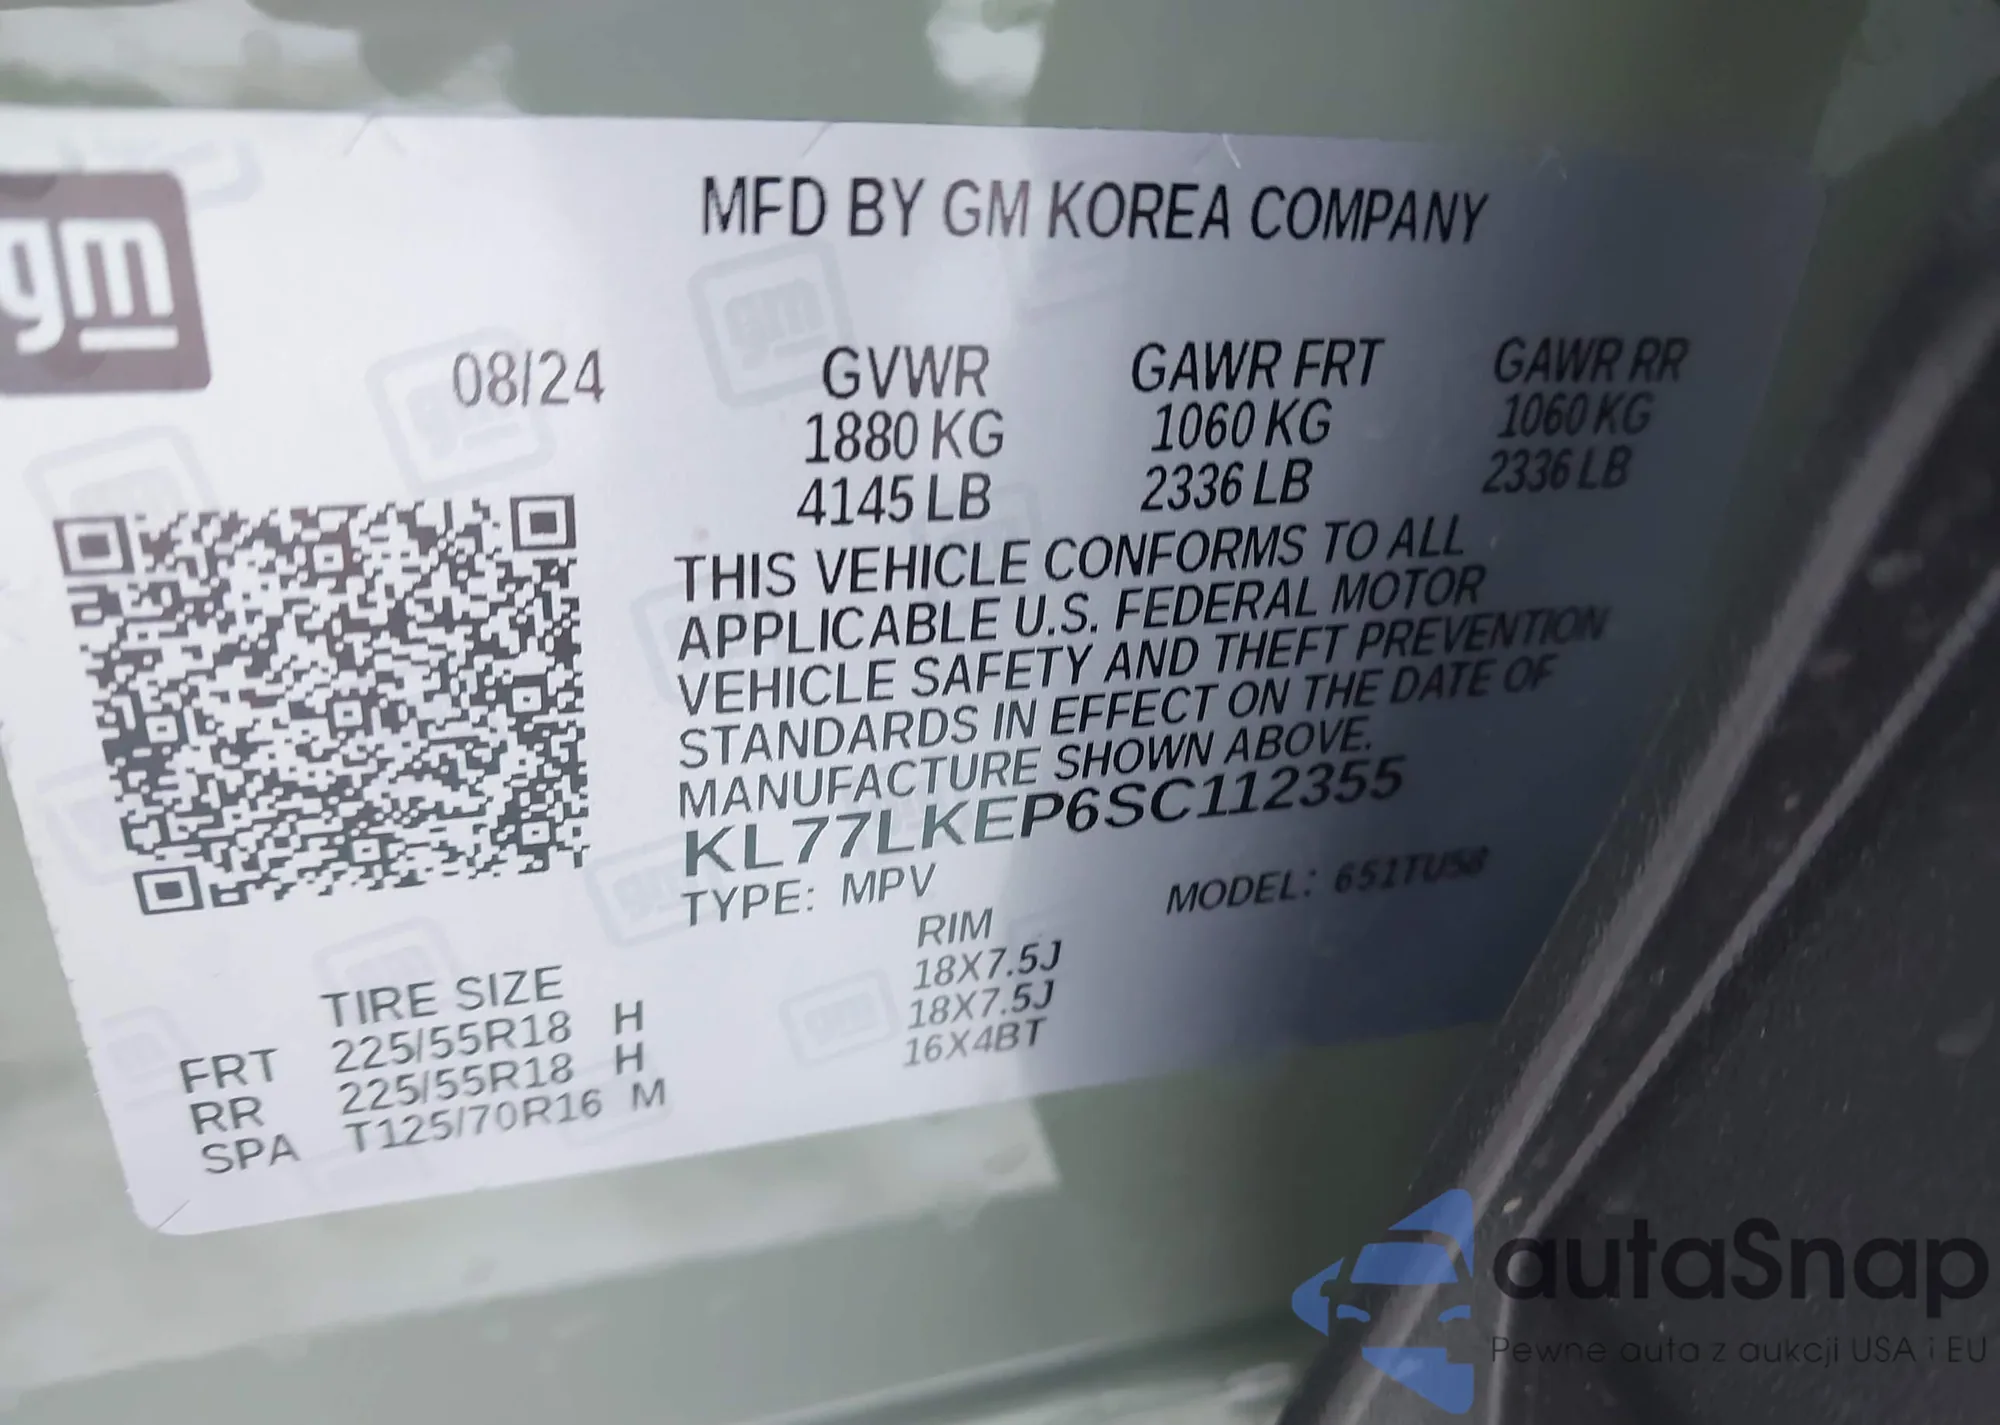 gm
MFD BY GM KOREA COMPANY
08/24 GVWR GAWR FRT GAWR RR
1880 KG 1060 KG 1060 KG
4145 LB 2336 LB 2336 LB
THIS VEHICLE CONFORMS TO ALL
APPLICABLE U.S. FEDERAL MOTOR
VEHICLE SAFETY AND THEFT PREVENTION
STANDARDS IN EFFECT ON THE DATE OF
MANUFACTURE SHOWN ABOVE.
KL77LKEP6SC112355
TYPE: MPV MODEL: 651TU58
TIRE SIZE RIM
FRT 225/55R18 H 18X7.5J
RR 225/55R18 H 18X7.5J
SPA T125/70R16 M 16X4BT
autaSnap
Pewne auta z aukcji USA i EU